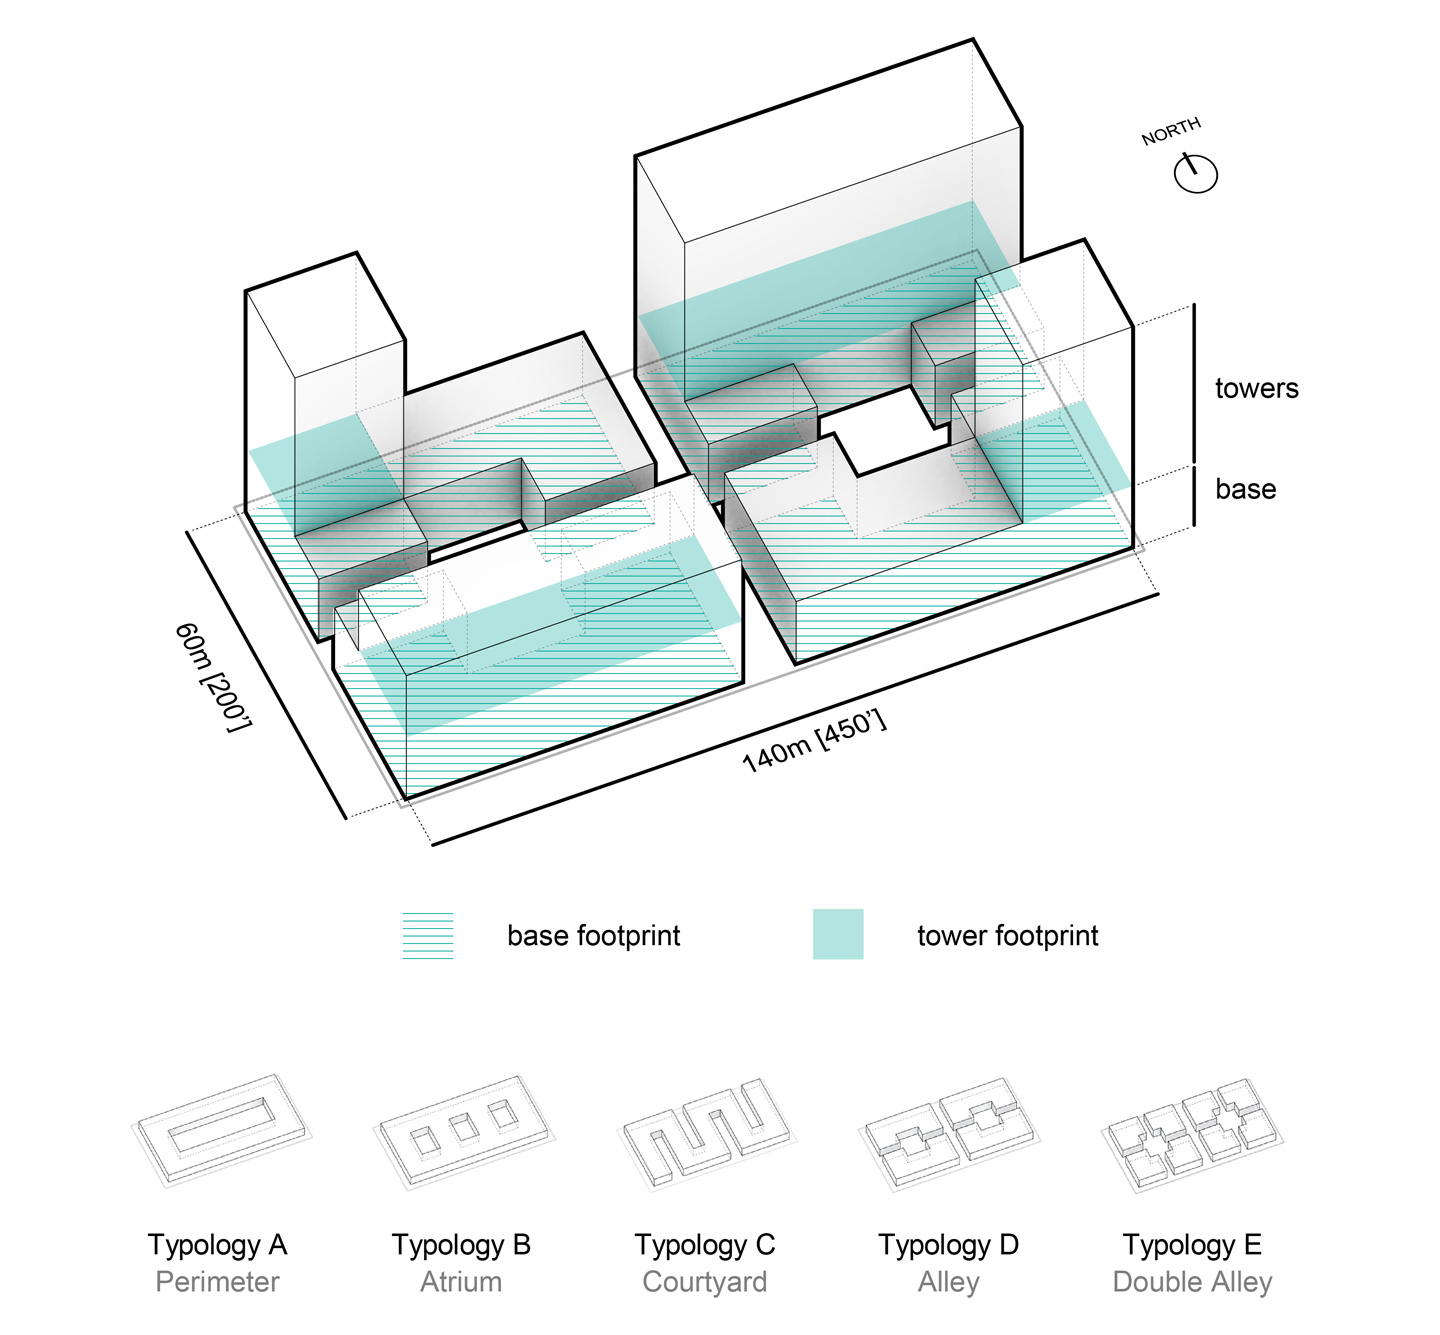 NORTH
towers
base
60m [200']
140m [450']
base footprint
tower footprint
Typology A
Perimeter
Typology B
Atrium
Typology C
Courtyard
Typology D
Alley
Typology E
Double Alley